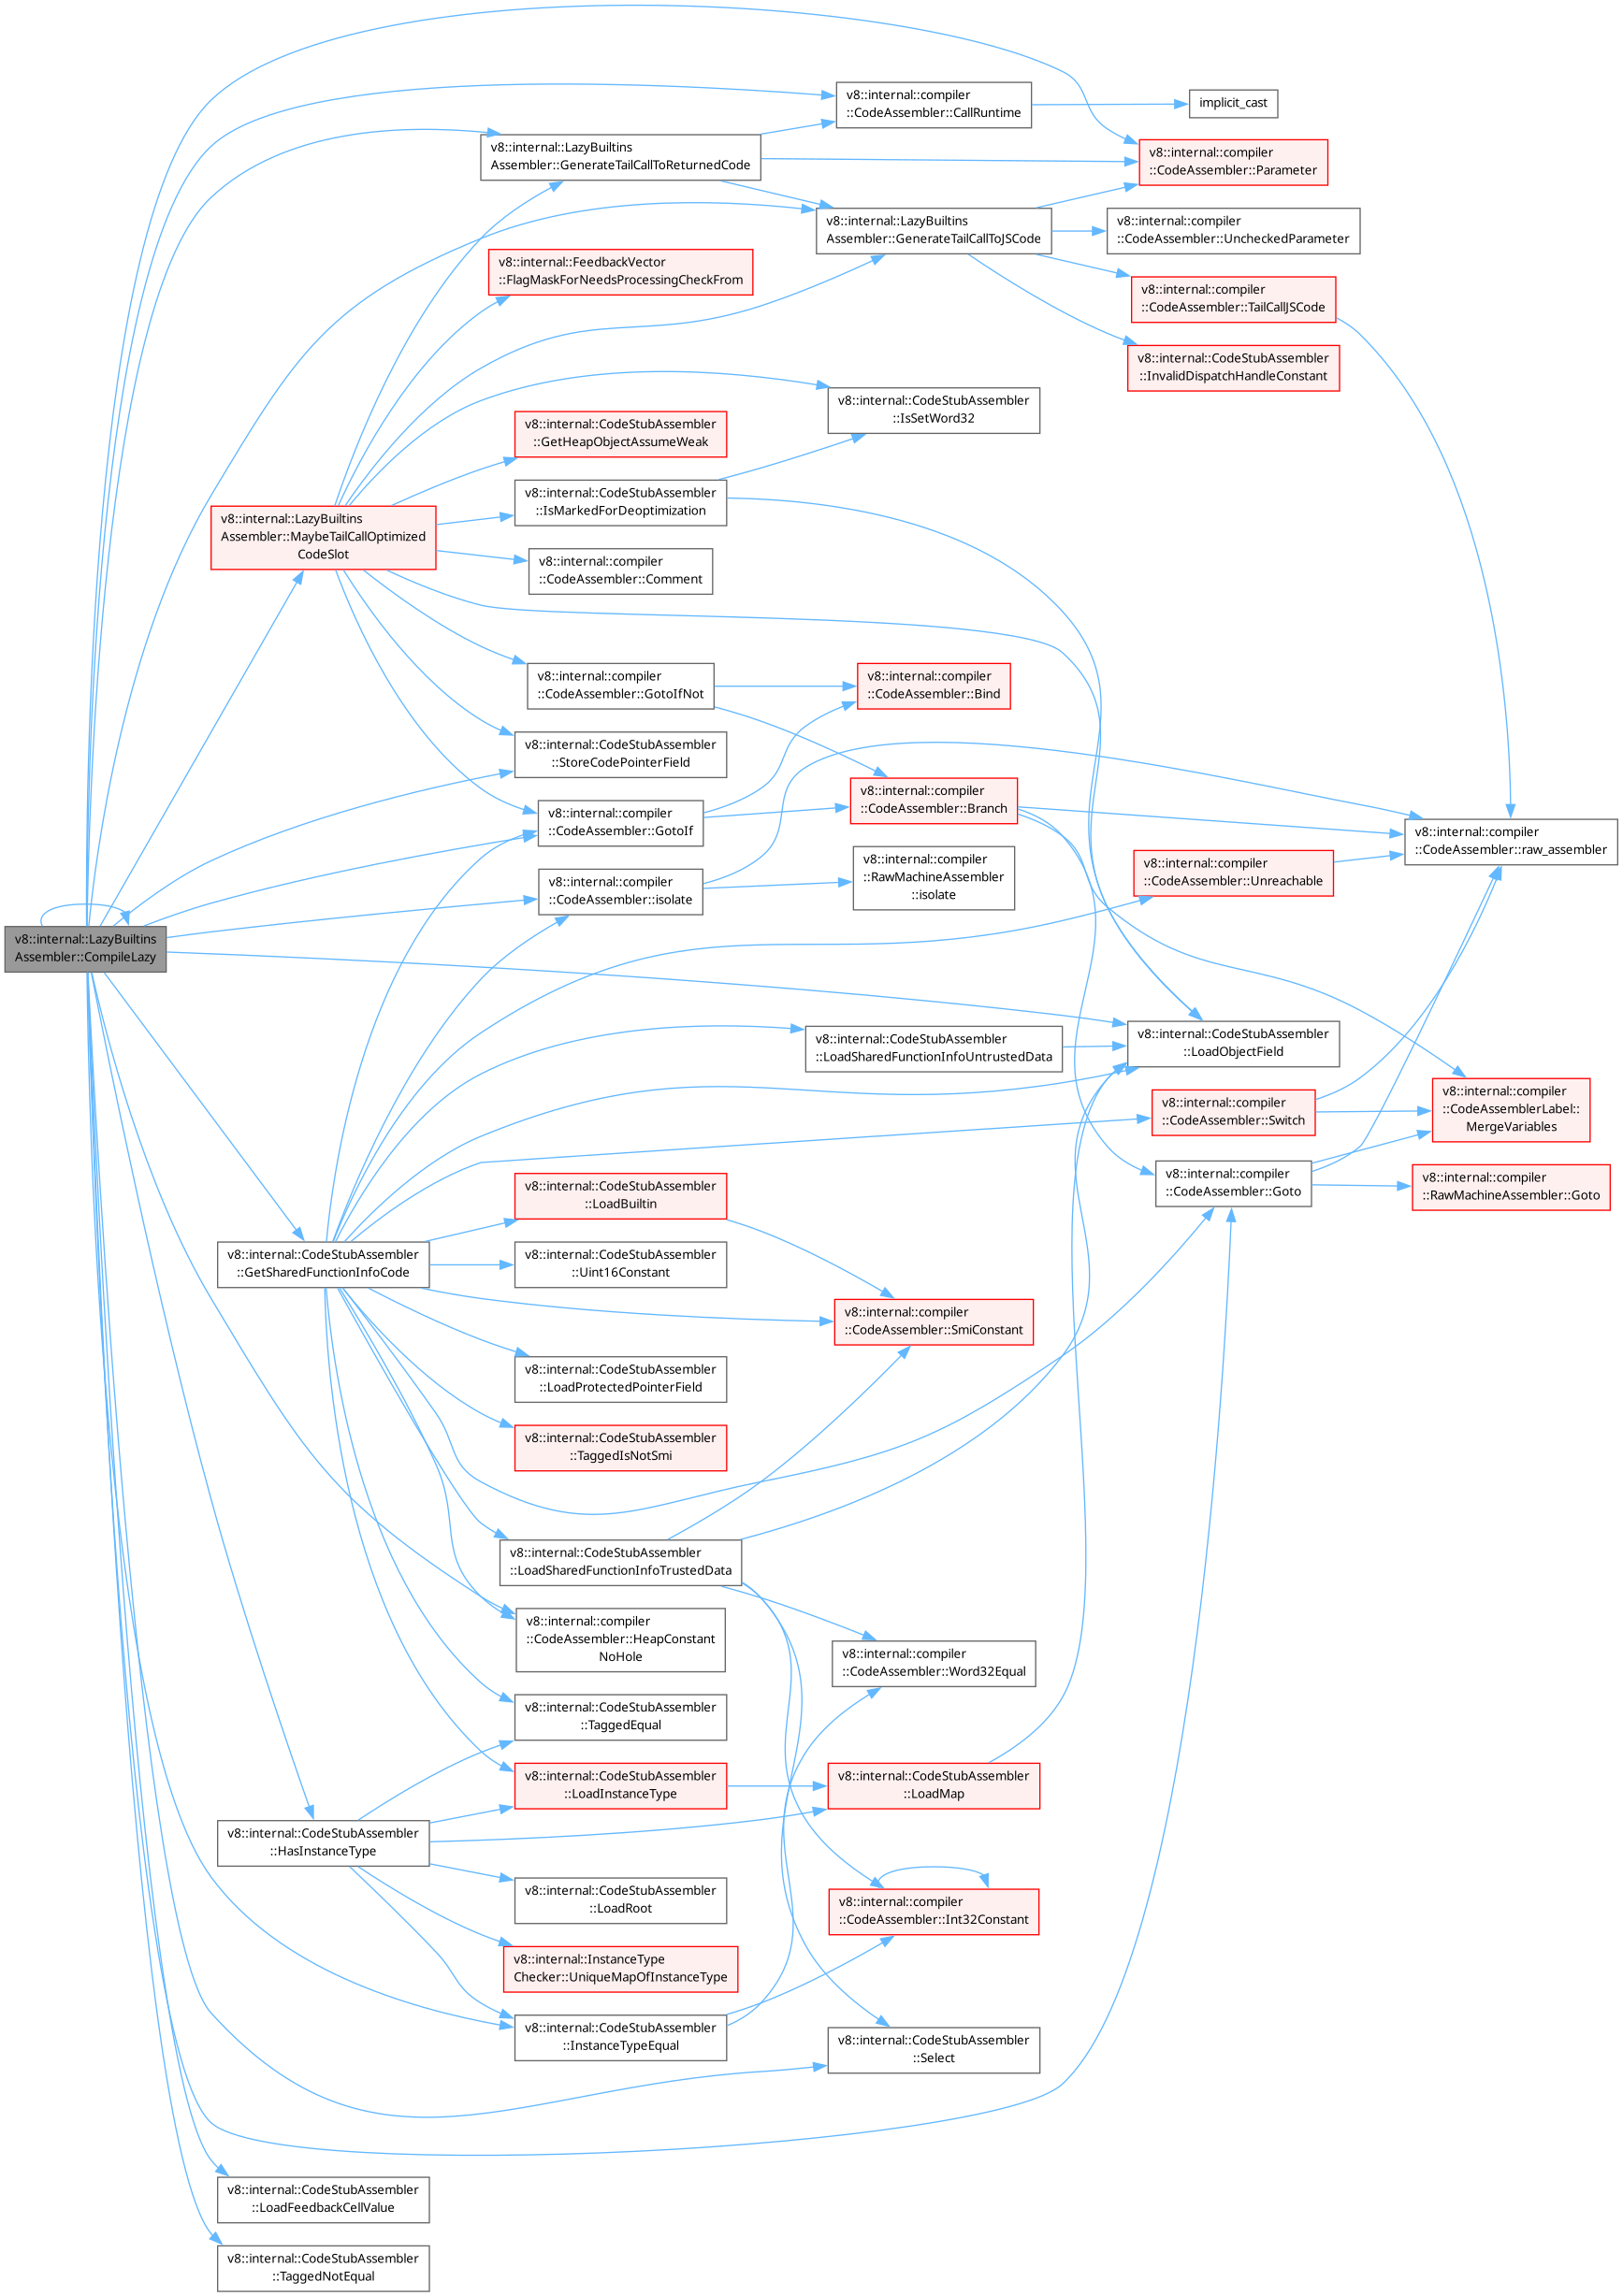 v8::internal::compiler
::CodeAssembler::CallRuntime
implicit_cast
v8::internal::LazyBuiltins
Assembler::GenerateTailCallToReturnedCode
v8::internal::compiler
::CodeAssembler::Parameter
v8::internal::LazyBuiltins
Assembler::GenerateTailCallToJSCode
v8::internal::compiler
::CodeAssembler::UncheckedParameter
v8::internal::FeedbackVector
::FlagMaskForNeedsProcessingCheckFrom
v8::internal::compiler
::CodeAssembler::TailCallJSCode
v8::internal::CodeStubAssembler
::InvalidDispatchHandleConstant
v8::internal::CodeStubAssembler
::IsSetWord32
v8::internal::CodeStubAssembler
::GetHeapObjectAssumeWeak
v8::internal::CodeStubAssembler
::IsMarkedForDeoptimization
v8::internal::LazyBuiltins
Assembler::MaybeTailCallOptimized
CodeSlot
v8::internal::compiler
::CodeAssembler::Comment
v8::internal::compiler
::CodeAssembler::GotoIfNot
v8::internal::compiler
::CodeAssembler::Bind
v8::internal::CodeStubAssembler
::StoreCodePointerField
v8::internal::compiler
::CodeAssembler::Branch
v8::internal::compiler
::CodeAssembler::GotoIf
v8::internal::compiler
::CodeAssembler::raw_assembler
v8::internal::compiler
::CodeAssembler::isolate
v8::internal::compiler
::RawMachineAssembler
::isolate
v8::internal::compiler
::CodeAssembler::Unreachable
v8::internal::LazyBuiltins
Assembler::CompileLazy
v8::internal::CodeStubAssembler
::LoadSharedFunctionInfoUntrustedData
v8::internal::CodeStubAssembler
::LoadObjectField
v8::internal::compiler
::CodeAssembler::Switch
v8::internal::compiler
::CodeAssemblerLabel::
MergeVariables
v8::internal::compiler
::CodeAssembler::Goto
v8::internal::compiler
::RawMachineAssembler::Goto
v8::internal::CodeStubAssembler
::LoadBuiltin
v8::internal::CodeStubAssembler
::GetSharedFunctionInfoCode
v8::internal::CodeStubAssembler
::Uint16Constant
v8::internal::compiler
::CodeAssembler::SmiConstant
v8::internal::CodeStubAssembler
::LoadProtectedPointerField
v8::internal::CodeStubAssembler
::TaggedIsNotSmi
v8::internal::CodeStubAssembler
::LoadSharedFunctionInfoTrustedData
v8::internal::compiler
::CodeAssembler::HeapConstant
NoHole
v8::internal::compiler
::CodeAssembler::Word32Equal
v8::internal::CodeStubAssembler
::TaggedEqual
v8::internal::CodeStubAssembler
::LoadInstanceType
v8::internal::CodeStubAssembler
::LoadMap
v8::internal::CodeStubAssembler
::HasInstanceType
v8::internal::CodeStubAssembler
::LoadRoot
v8::internal::compiler
::CodeAssembler::Int32Constant
v8::internal::InstanceType
Checker::UniqueMapOfInstanceType
v8::internal::CodeStubAssembler
::InstanceTypeEqual
v8::internal::CodeStubAssembler
::Select
v8::internal::CodeStubAssembler
::LoadFeedbackCellValue
v8::internal::CodeStubAssembler
::TaggedNotEqual